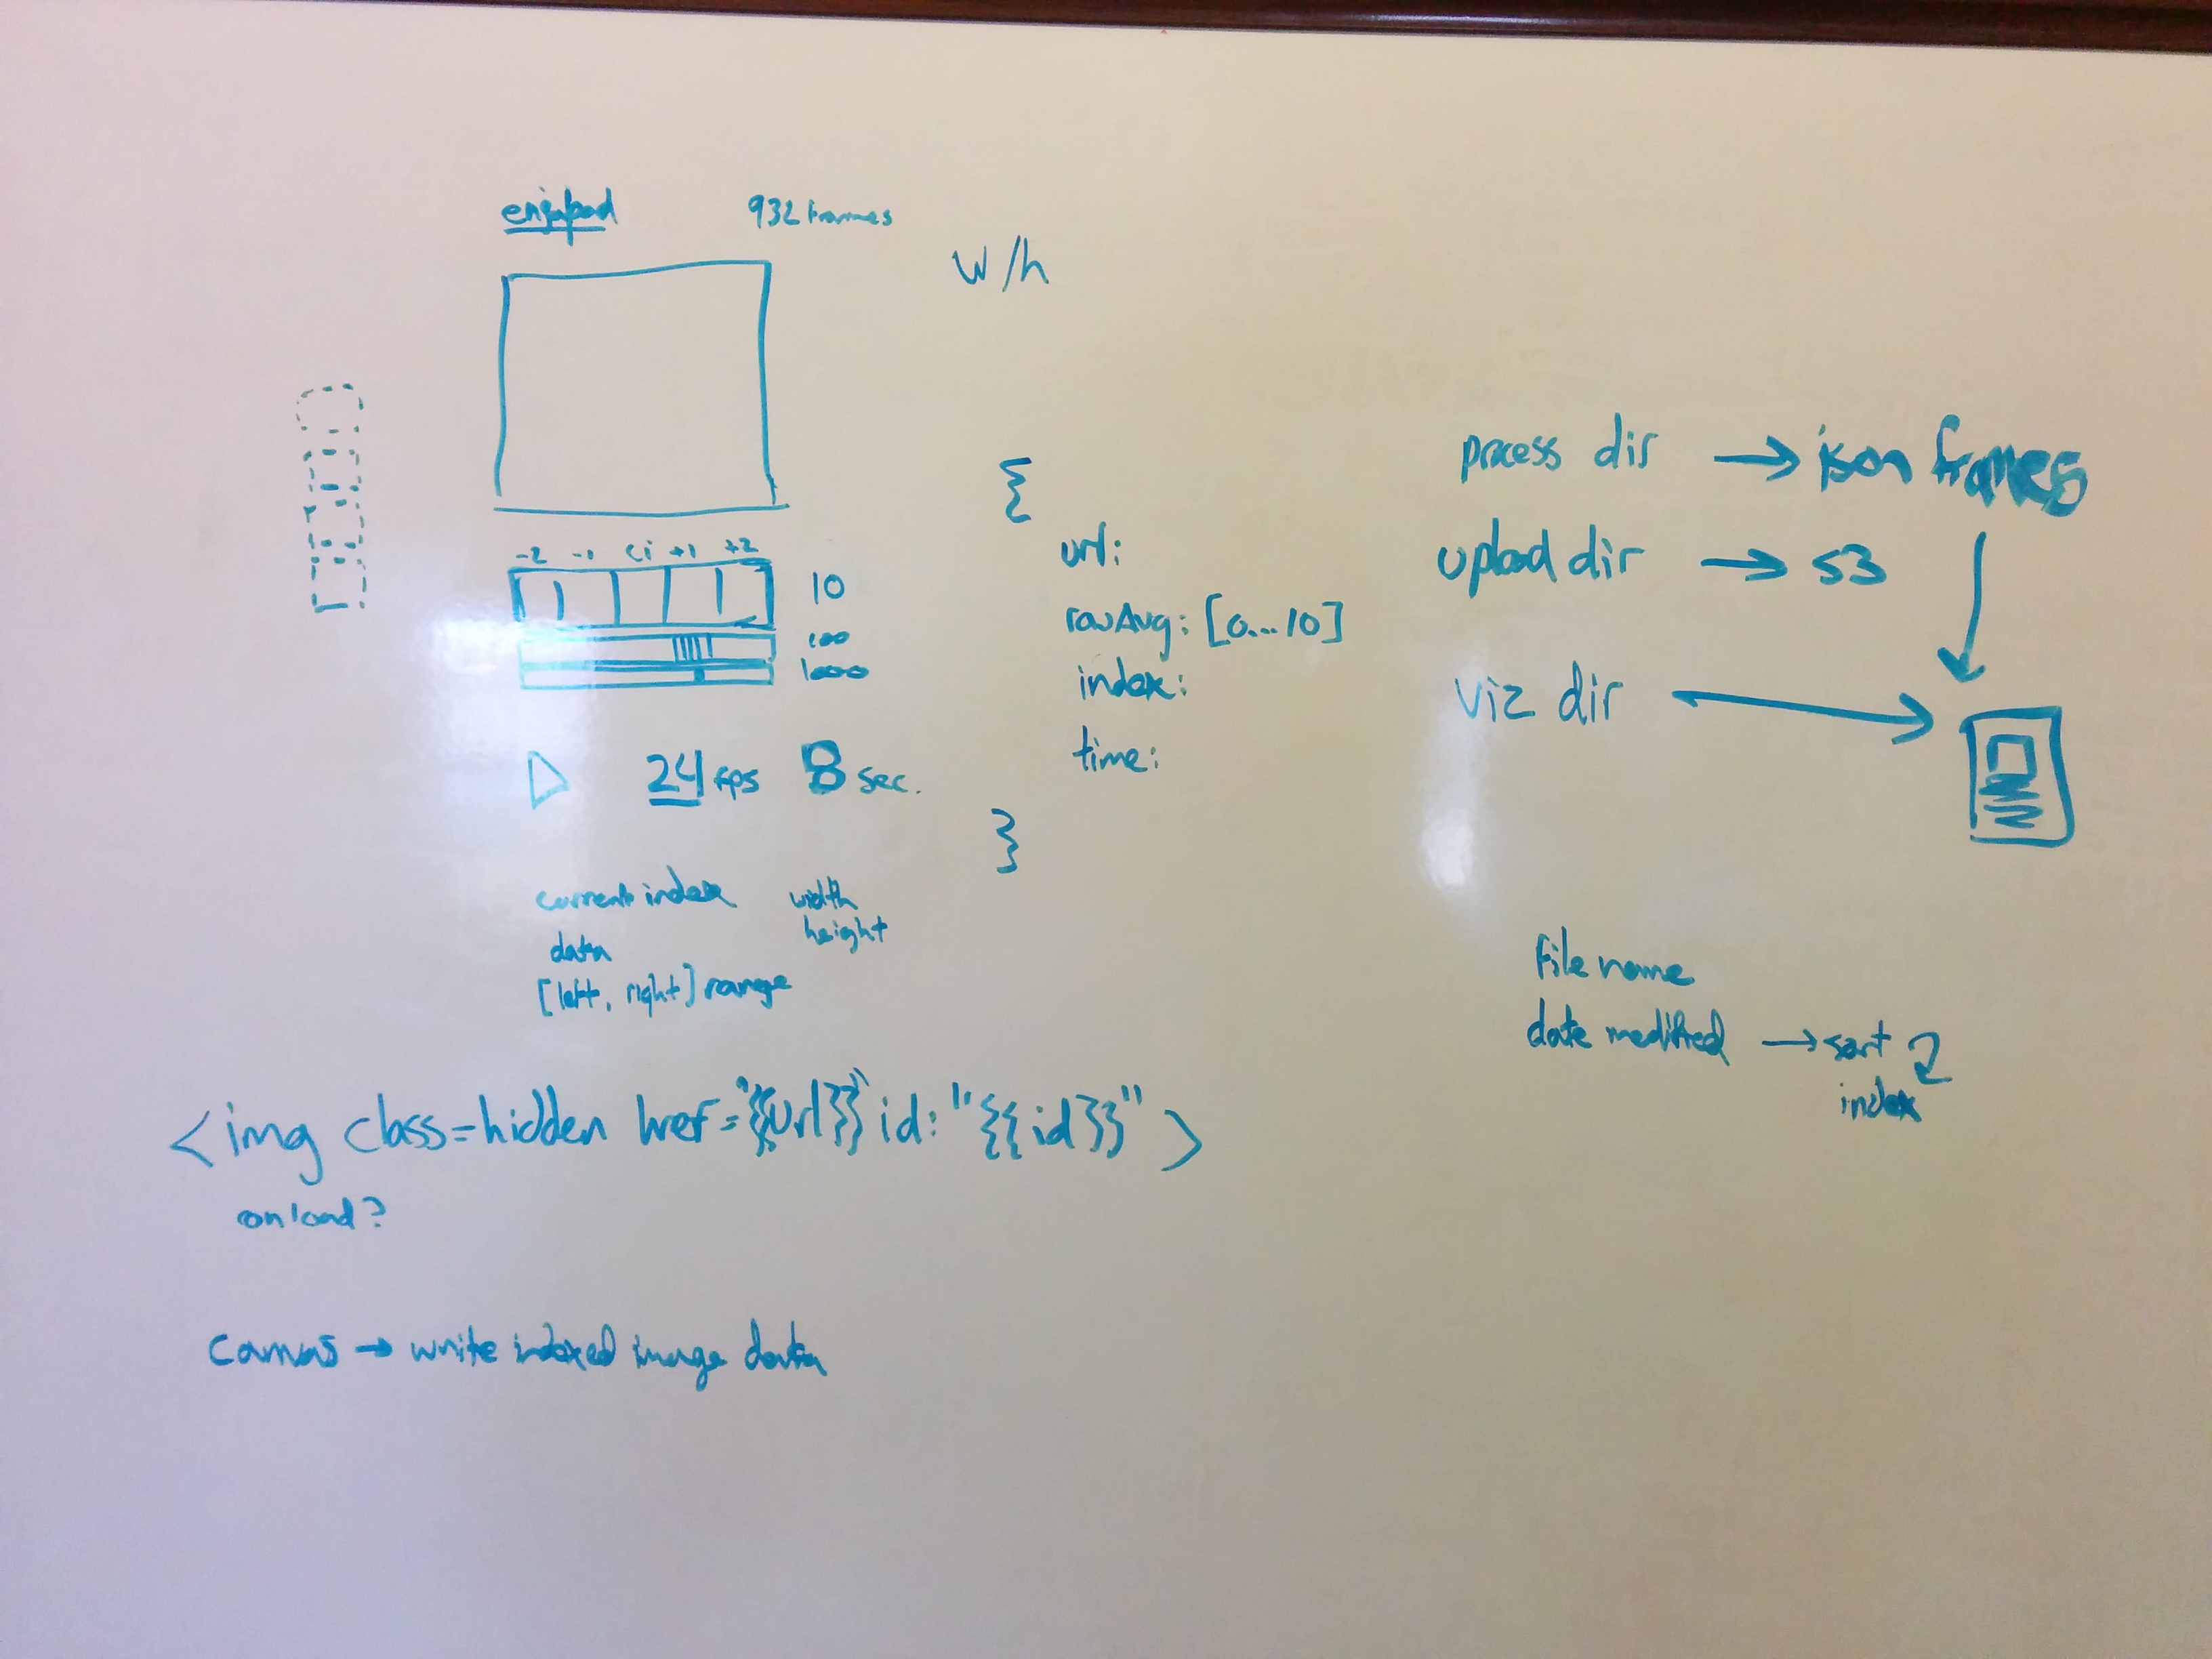 932 frames
w/h
-2 -1 ci +1 +2
10
100
1000
24 fps 8 sec.
current index
data
[left, right] range
width
height
{
url:
rowAvg: [0...10]
index:
time:
}
<img class=hidden href="{{url}}" id: "{{id}}">
onload?
canvas → write indexed image data
process dir → json frames
upload dir → s3
viz dir →
file name
date modified → sort
index